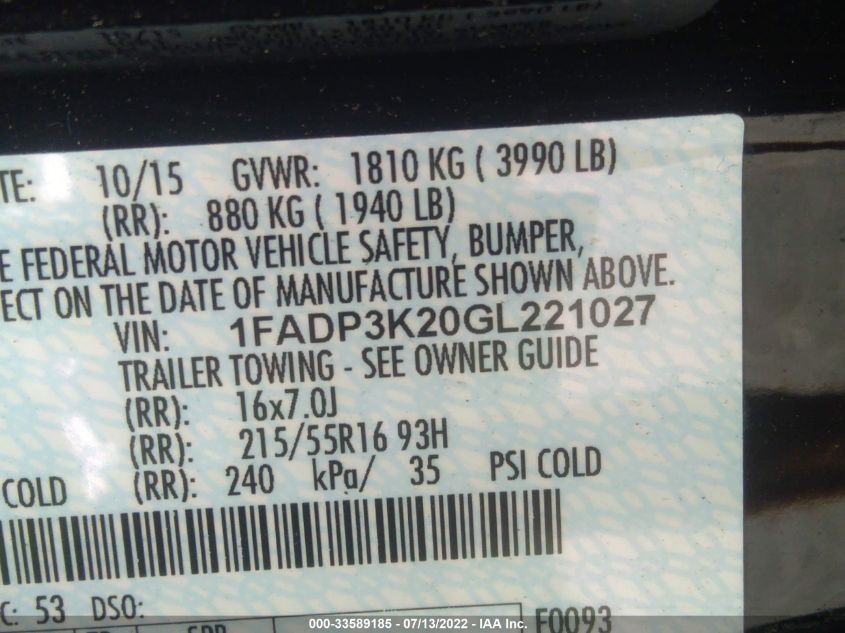 TE: 10/15 GVWR: 1810 KG ( 3990 LB)
(RR): 880 KG ( 1940 LB)
E FEDERAL MOTOR VEHICLE SAFETY, BUMPER,
ECT ON THE DATE OF MANUFACTURE SHOWN ABOVE.
VIN: 1FADP3K20GL221027
TRAILER TOWING - SEE OWNER GUIDE
(RR): 16x7.0J
(RR): 215/55R16 93H
COLD (RR): 240 kPa/ 35 PSI COLD
C: 53 DSO:
F0093
000-33589185 - 07/13/2022 - IAA Inc.